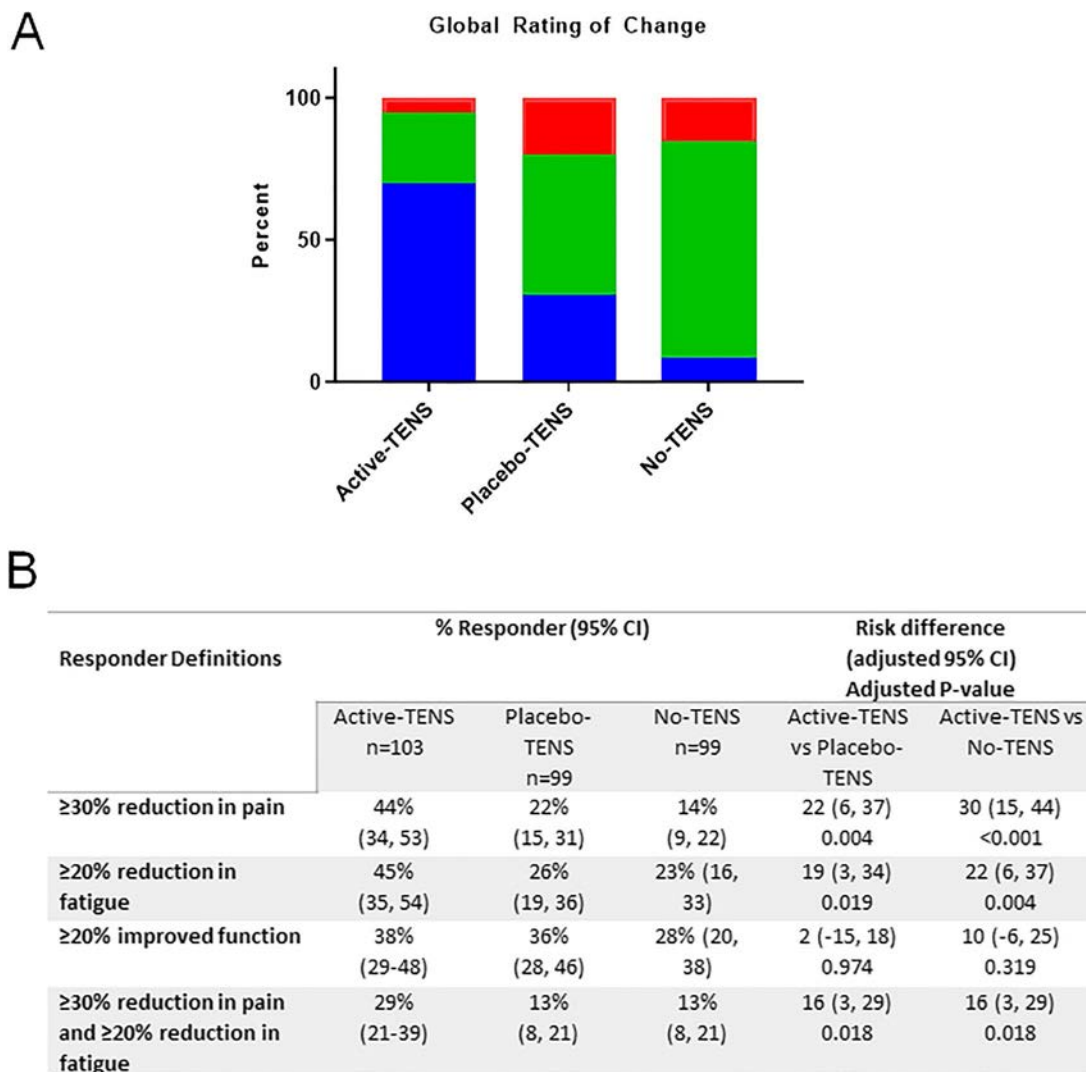 A
Global Rating of Change
Percent
100
50
0
Active-TENS
Placebo-TENS
No-TENS
B
Responder Definitions
% Responder (95% CI)
Risk difference
(adjusted 95% CI)
Adjusted P-value
Active-TENS Placebo- No-TENS Active-TENS Active-TENS vs
n=103 TENS n=99 vs Placebo- No-TENS
n=99 TENS
≥30% reduction in pain 44% 22% 14% 22 (6, 37) 30 (15, 44)
(34, 53) (15, 31) (9, 22) 0.004 <0.001
≥20% reduction in 45% 26% 23% (16, 19 (3, 34) 22 (6, 37)
fatigue (35, 54) (19, 36) 33) 0.019 0.004
≥20% improved function 38% 36% 28% (20, 2 (-15, 18) 10 (-6, 25)
(29-48) (28, 46) 38) 0.974 0.319
≥30% reduction in pain 29% 13% 13% 16 (3, 29) 16 (3, 29)
and ≥20% reduction in (21-39) (8, 21) (8, 21) 0.018 0.018
fatigue